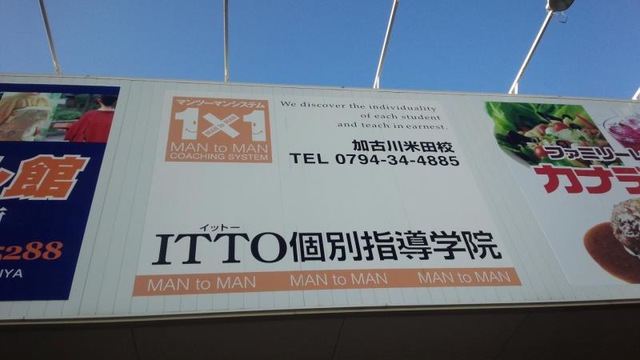 ト館
5288
IYA
マンツーマンシステム
1×1
MAN to MAN
COACHING SYSTEM
We discover the individuality
of each student
and teach in earnest.
加古川米田校
TEL 0794-34-4885
イットー
ITTO個別指導学院
MAN to MAN MAN to MAN MAN to MAN
ファミリー
カナ